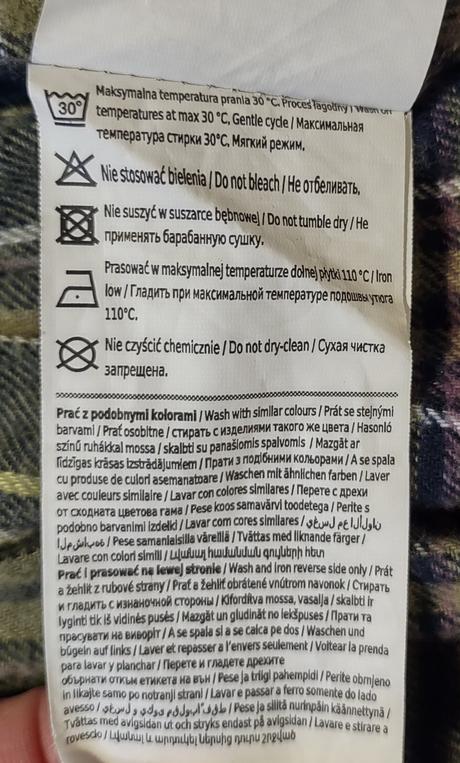 30°
Maksymalna temperatura prania 30 °C, Proces łagodny / Wash on
temperatures at max 30 °C, Gentle cycle / Максимальная
температура стирки 30°C, Мягкий режим.
Nie stosować bielenia / Do not bleach / Не отбеливать.
Nie suszyć w suszarce bębnowej / Do not tumble dry / Не
применять барабанную сушку.
Prasować w maksymalnej temperaturze dolnej płytki 110 °C / Iron
low / Гладить при максимальной температуре подошвы утюга
110°C.
Nie czyścić chemicznie / Do not dry-clean / Сухая чистка
запрещена.
Prać z podobnymi kolorami / Wash with similar colours / Prát se stejnými
barvami / Prať osobitne / стирать с изделиями такого же цвета / Hasonló
színű ruhákkal mossa / skalbti su panašiomis spalvomis / Mazgāt ar
līdzīgas krāsas izstrādājumiem / Прати з подібними кольорами / A se spala
cu produse de culori asemanatoare / Waschen mit ähnlichen farben / Laver
avec couleurs similaire / Lavar con colores similares / Перете с дрехи
от сходната цветова гама / Pese koos samavärvi toodetega / Perite s
podobno barvanimi izdelki / Lavar com cores similares /
/ Pese samanlaisilla väreillä / Tvättas med liknande färger /
Lavare con colori simili / Լվանալ համանման գույների հետ
Prać i prasować na lewej stronie / Wash and iron reverse side only / Prát
a žehlit z rubové strany / Prať a žehliť obrátené vnútrom navonok / Стирать
и гладить с изнаночной стороны / Kifordítva mossa, vasalja / skalbti ir
lyginti tik iš vidinės pusės / Mazgāt un gludināt no iekšpuses / Прати та
прасувати на виворіт / A se spala si a se calca pe dos / Waschen und
bügeln auf links / Laver et repasser a l'envers seulement / Voltear la prenda
para lavar y planchar / Перете и гладете дрехите
обърнати откъм етикета на вън / Pese ja triigi pahempidi / Perite obrnjeno
in likajte samo po notranji strani / Lavar e passar a ferro somente do lado
avesso / / Pese ja silitä nurinpäin käännettynä /
Tvättas med avigsidan ut och stryks endast på avigsidan / Lavare e stirare a
rovescio / Լվանալ և արդուկել ներսից դուրս շրջված